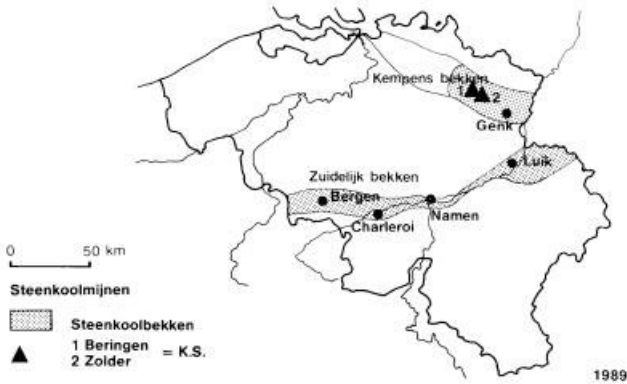 Kempens bekken
1
2
Genk
Luik
Zuidelijk bekken
Bergen
Namen
Charleroi
0 50 km
Steenkoolmijnen
Steenkoolbekken
1 Beringen
2 Zolder = K.S.
1989